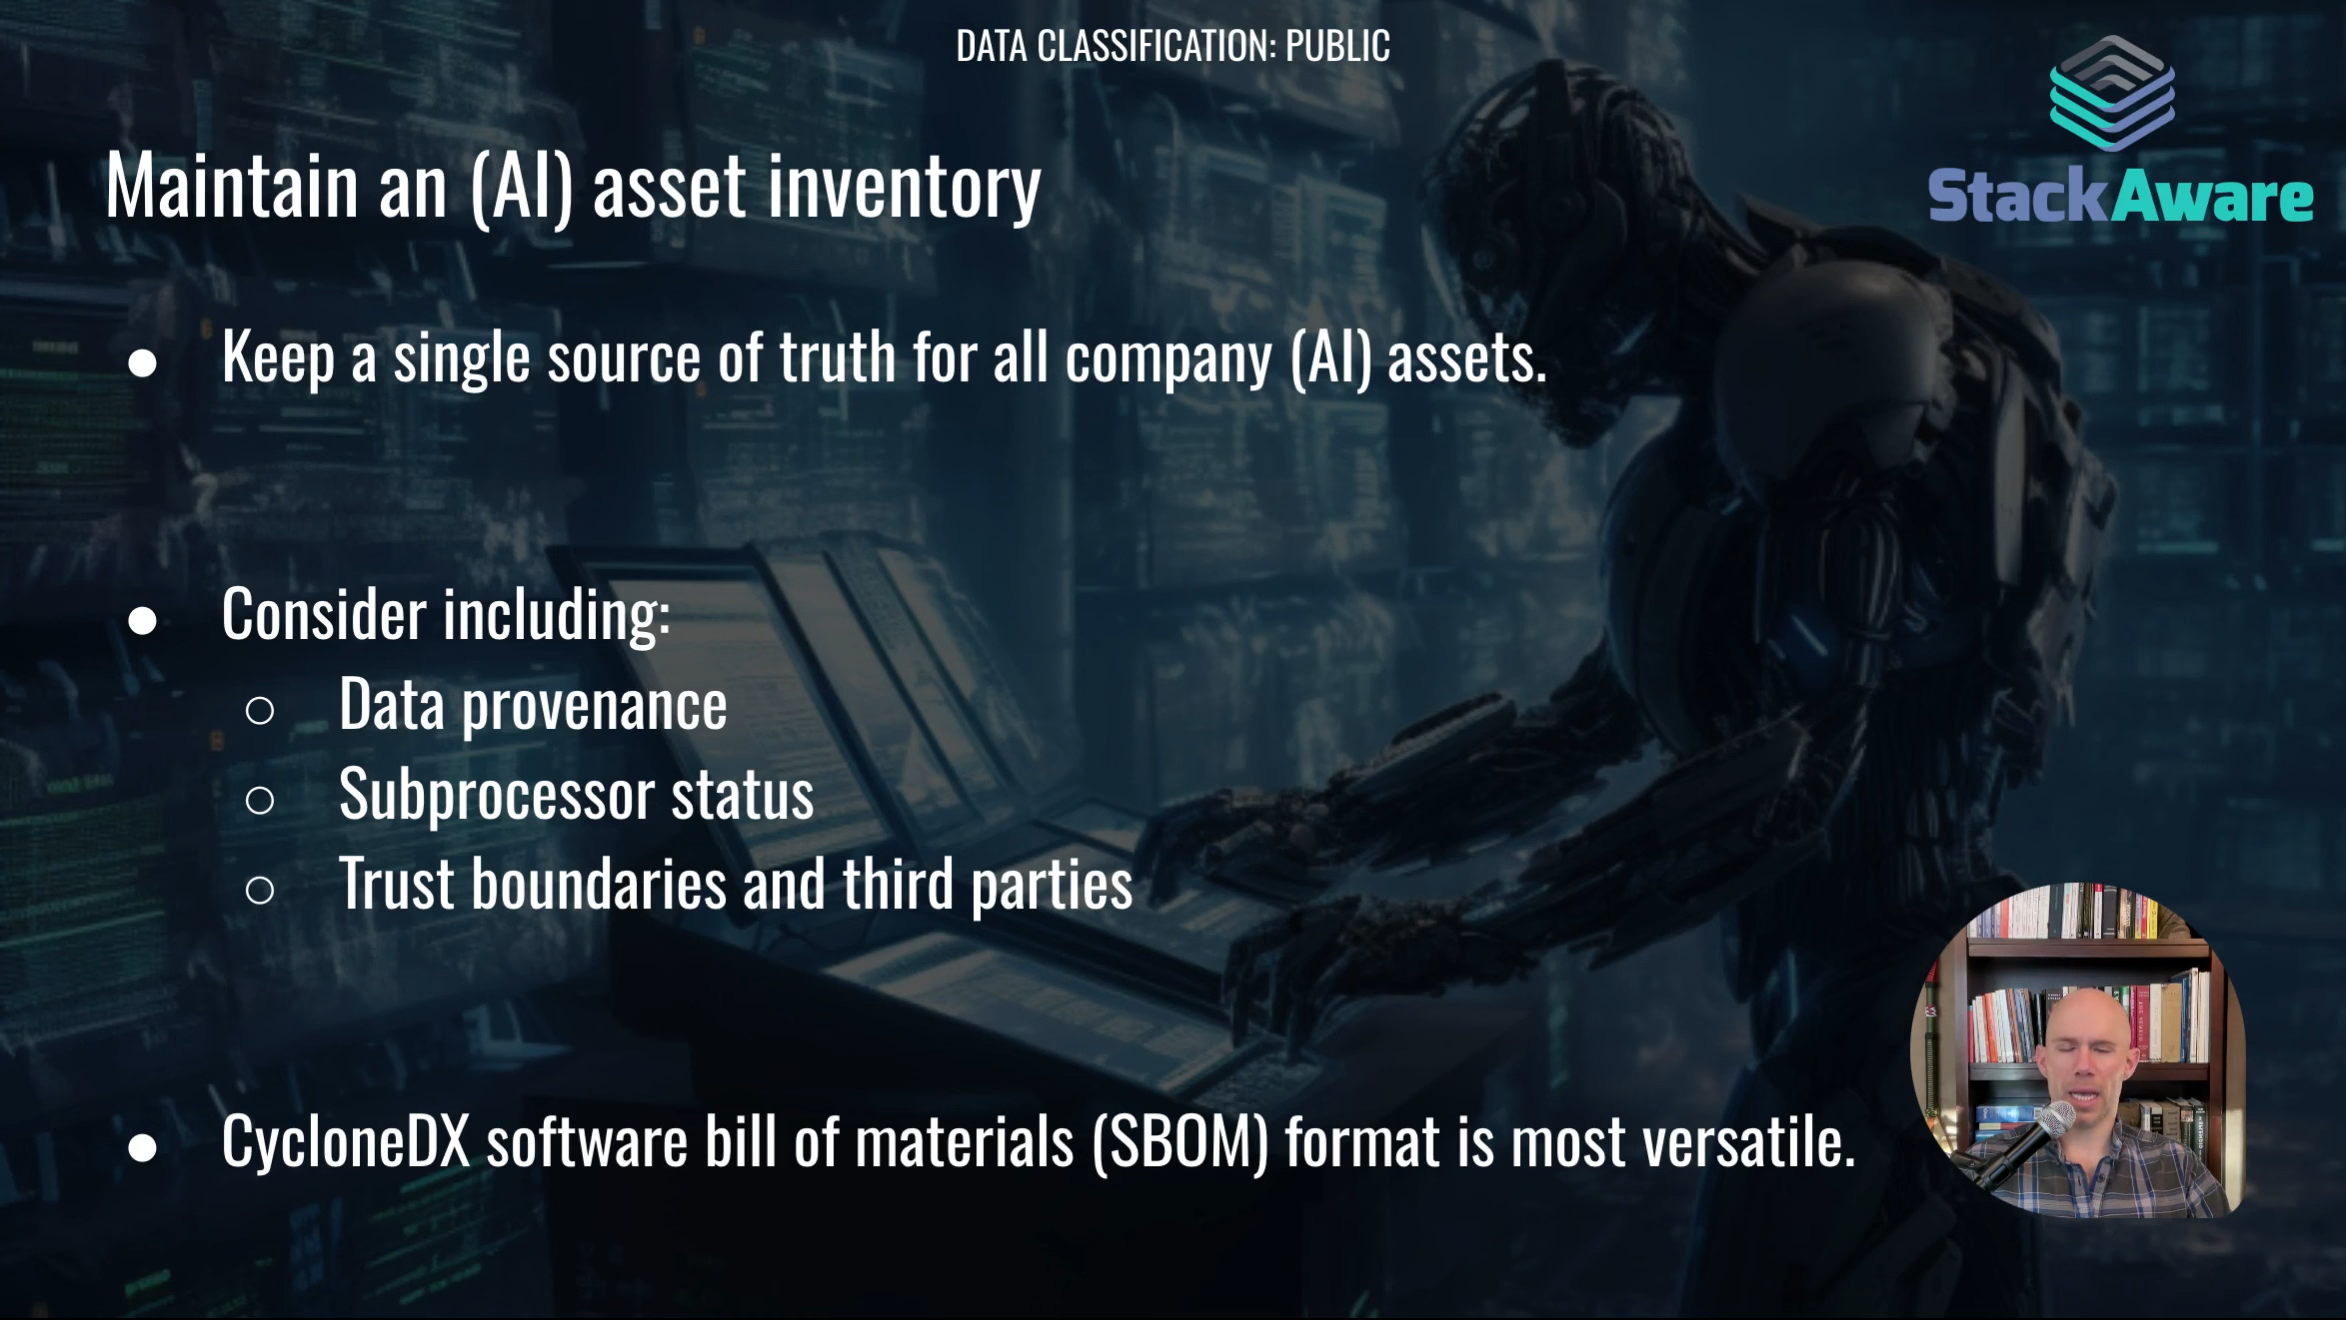 DATA CLASSIFICATION: PUBLIC
StackAware
Maintain an (AI) asset inventory
● Keep a single source of truth for all company (AI) assets.
● Consider including:
○ Data provenance
○ Subprocessor status
○ Trust boundaries and third parties
● CycloneDX software bill of materials (SBOM) format is most versatile.